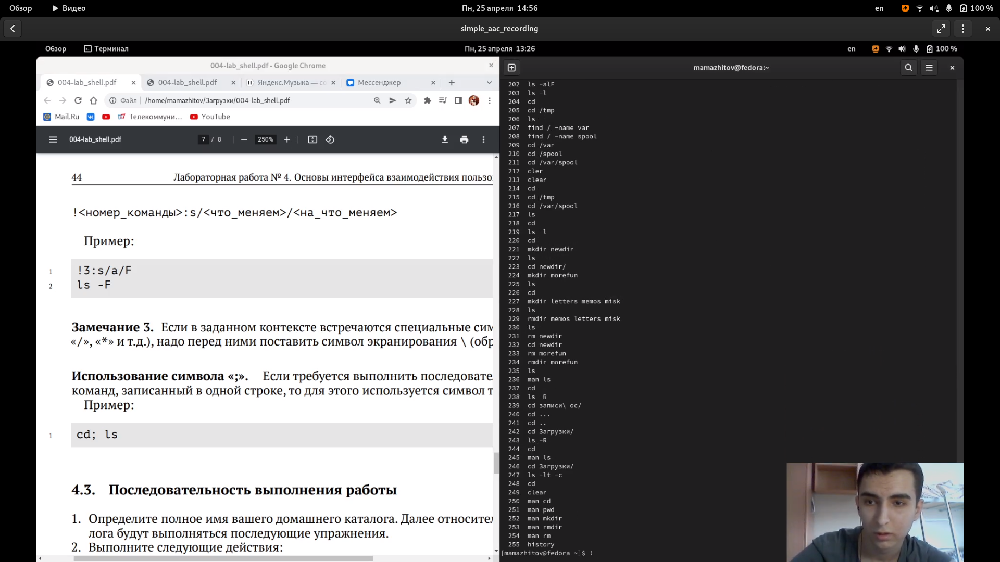 Обзор Видео Пн, 25 апреля 14:56 en 100 %
simple_aac_recording
Обзор Терминал Пн, 25 апреля 13:26 en 100 %
004-lab_shell.pdf - Google Chrome
004-lab_shell.pdf 004-lab_shell.pdf Яндекс.Музыка — со Мессенджер
Файл /home/mamazhitov/Загрузки/004-lab_shell.pdf
Mail.Ru Телекоммуни... YouTube
004-lab_shell.pdf 7 / 8 250%
44 Лабораторная работа № 4. Основы интерфейса взаимодействия пользо
!<номер_команды>:s/<что_меняем>/<на_что_меняем>
Пример:
1 !3:s/a/F
2 ls -F
Замечание 3. Если в заданном контексте встречаются специальные сим
«/», «*» и т.д.), надо перед ними поставить символ экранирования \ (обр
Использование символа «;». Если требуется выполнить последовате
команд, записанный в одной строке, то для этого используется символ т
Пример:
1 cd; ls
4.3. Последовательность выполнения работы
1. Определите полное имя вашего домашнего каталога. Далее относител
лога будут выполняться последующие упражнения.
2. Выполните следующие действия:
mamazhitov@fedora:~
202 ls -alF
203 ls -l
204 cd
205 cd /tmp
206 ls
207 find / -name var
208 find / -name spool
209 cd /var
210 cd /spool
211 cd /var/spool
212 cler
213 clear
214 cd
215 cd /tmp
216 cd /var/spool
217 ls
218 cd
219 ls -l
220 cd
221 mkdir newdir
222 ls
223 cd newdir/
224 mkdir morefun
225 ls
226 cd
227 mkdir letters memos misk
228 ls
229 rmdir memos letters misk
230 ls
231 rm newdir
232 cd newdir
233 rm morefun
234 rmdir morefun
235 ls
236 man ls
237 cd
238 ls -R
239 cd записи\ ос/
240 cd ...
241 cd ..
242 cd Загрузки/
243 ls -R
244 cd
245 man ls
246 cd Загрузки/
247 ls -lt -c
248 cd
249 clear
250 man cd
251 man pwd
252 man mkdir
253 man rmdir
254 man rm
255 history
[mamazhitov@fedora ~]$ !